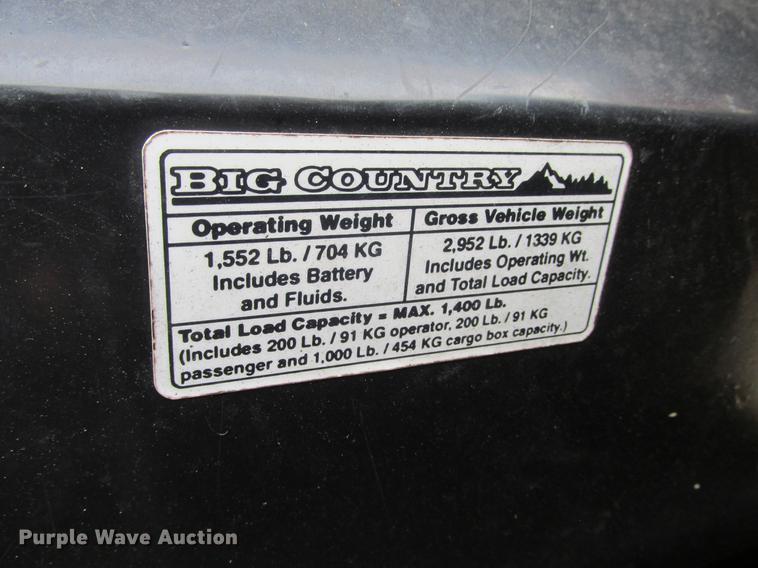 BIG COUNTRY
Operating Weight
1,552 Lb. / 704 KG
Includes Battery
and Fluids.
Gross Vehicle Weight
2,952 Lb. / 1339 KG
Includes Operating Wt.
and Total Load Capacity.
Total Load Capacity = MAX. 1,400 Lb.
(Includes 200 Lb. / 91 KG operator, 200 Lb. / 91 KG
passenger and 1,000 Lb. / 454 KG cargo box capacity.)
Purple Wave Auction